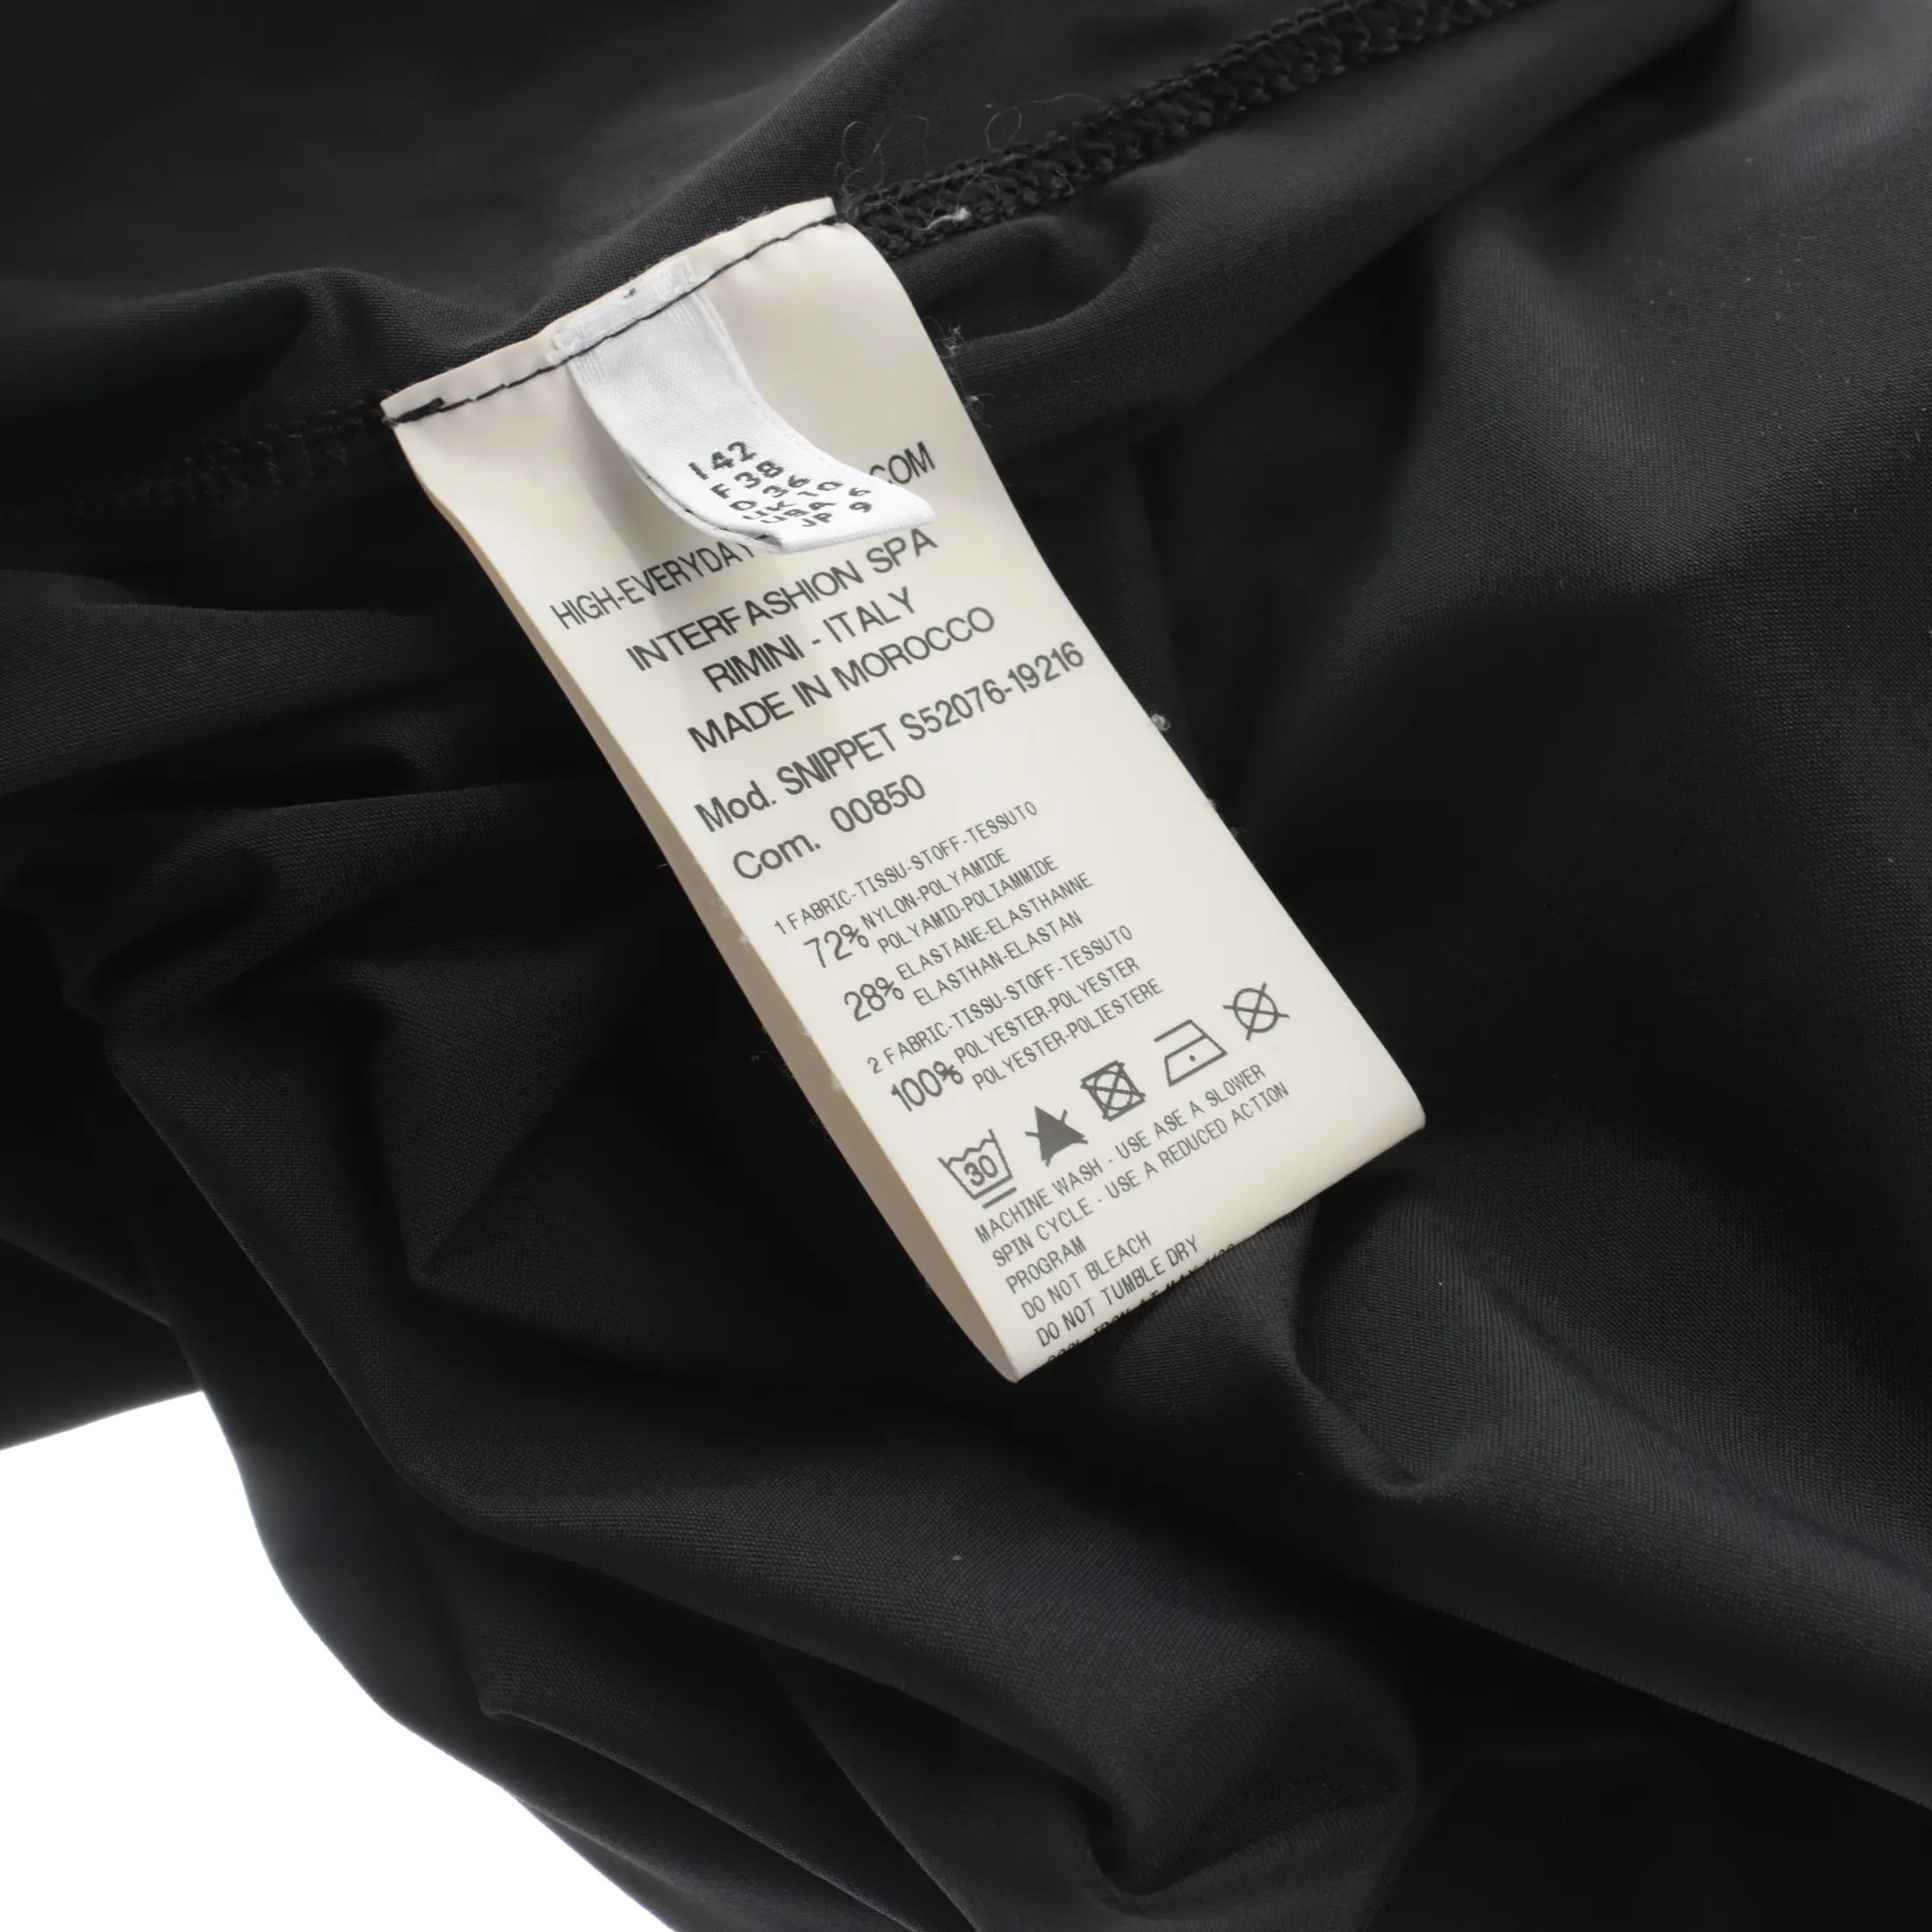 I 42
F 38
D 36
UK 10
USA 6
JP 9
HIGH-EVERYDAY .COM
INTERFASHION SPA
RIMINI - ITALY
MADE IN MOROCCO
Mod. SNIPPET S52076-19216
Com. 00850
1 FABRIC-TISSU-STOFF-TESSUTO
72% NYLON-POLYAMIDE
POLYAMID-POLIAMMIDE
28% ELASTANE-ELASTHANNE
ELASTHAN-ELASTAN
2 FABRIC-TISSU-STOFF-TESSUTO
100% POLYESTER-POLYESTER
POLYESTER-POLIESTERE
30
MACHINE WASH - USE ASE A SLOWER
SPIN CYCLE - USE A REDUCED ACTION
PROGRAM
DO NOT BLEACH
DO NOT TUMBLE DRY